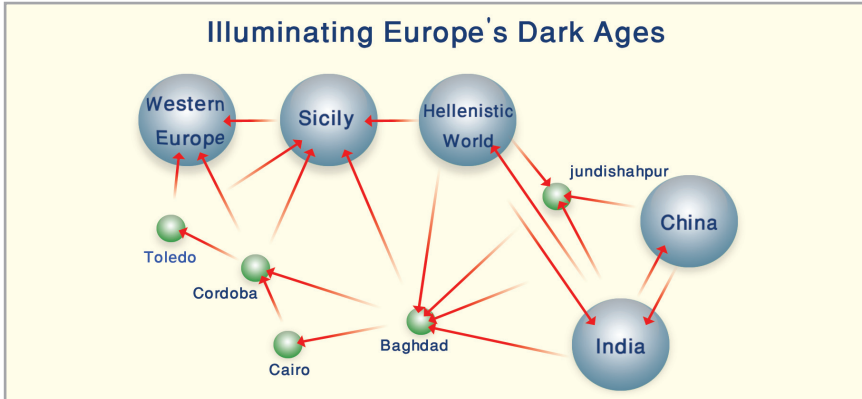 Illuminating Europe's Dark Ages
Western
Europe
Sicily
Hellenistic
World
jundishahpur
China
Toledo
Cordoba
Baghdad
India
Cairo